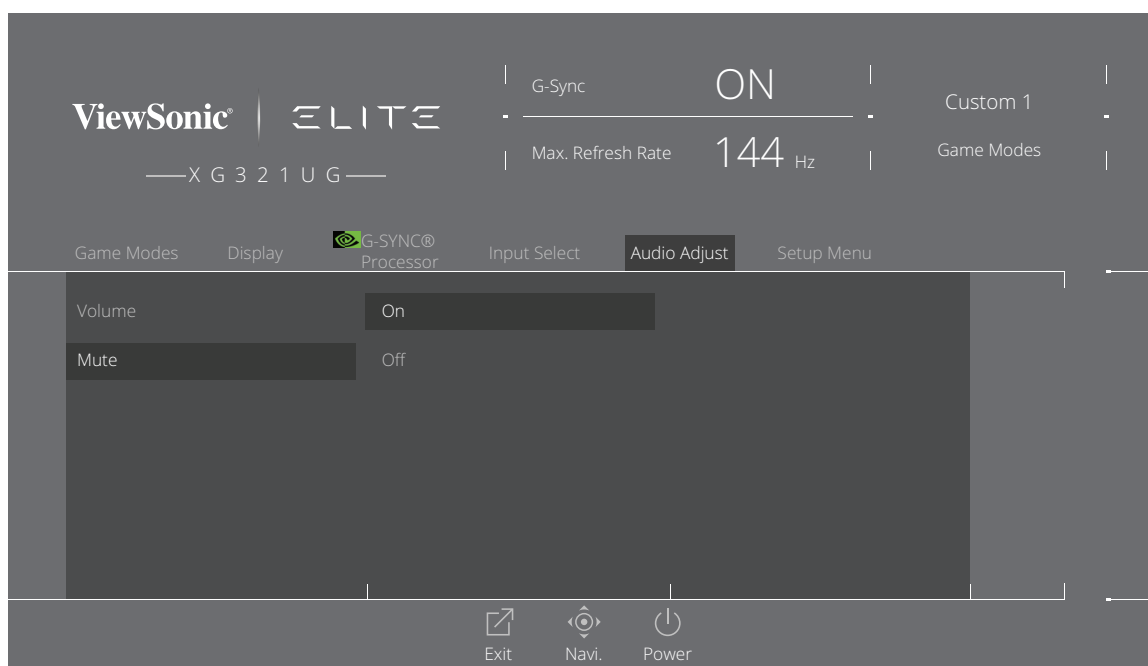 ViewSonic® ELITE
XG321UG
G-Sync ON
Max. Refresh Rate 144 Hz
Custom 1
Game Modes
Game Modes Display G-SYNC® Processor Input Select Audio Adjust Setup Menu
Volume On
Mute Off
Exit Navi. Power